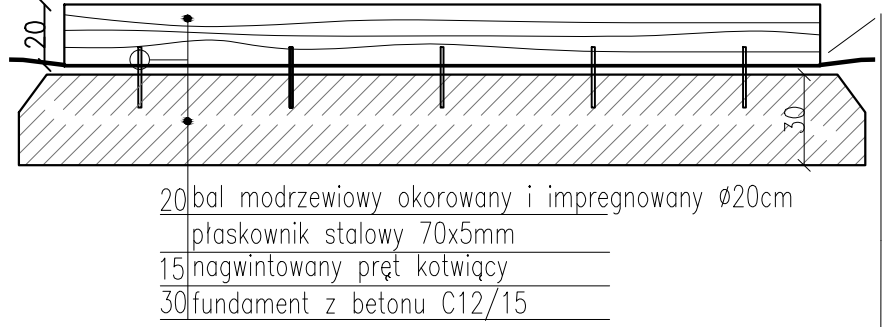 20
30
20 bal modrzewiowy okorowany i impregnowany Ø20cm
płaskownik stalowy 70x5mm
15 nagwintowany pręt kotwiący
30 fundament z betonu C12/15